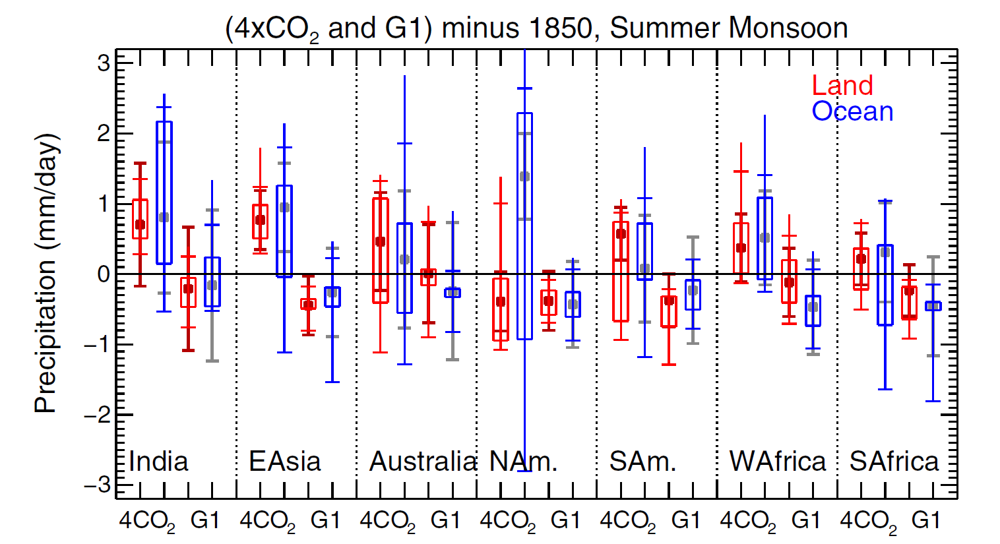 (4xCO₂ and G1) minus 1850, Summer Monsoon
Precipitation (mm/day)
3
2
1
0
−1
−2
−3
Land
Ocean
India EAsia Australia NAm. SAm. WAfrica SAfrica
4CO₂ G1 4CO₂ G1 4CO₂ G1 4CO₂ G1 4CO₂ G1 4CO₂ G1 4CO₂ G1